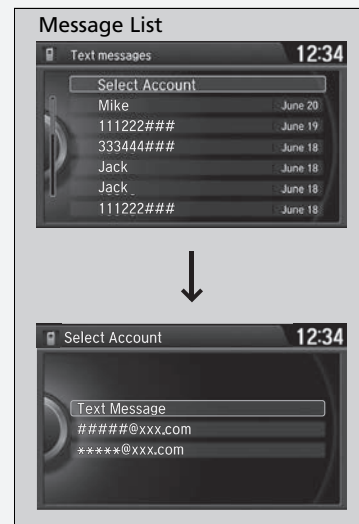 Message List
Text messages 12:34
Select Account
Mike June 20
111222### June 19
333444### June 18
Jack June 18
Jack June 18
111222### June 18
Select Account 12:34
Text Message
#####@xxx.com
*****@xxx.com